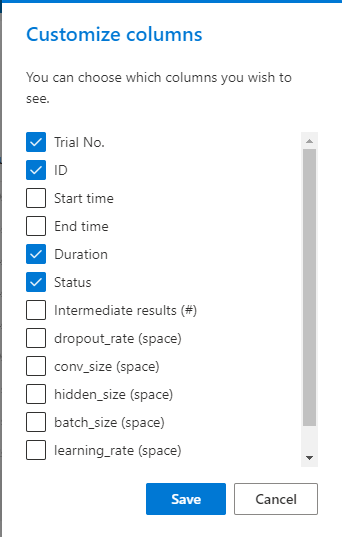 Customize columns
You can choose which columns you wish to
see.
Trial No.
ID
Start time
End time
Duration
Status
Intermediate results (#)
dropout_rate (space)
conv_size (space)
hidden_size (space)
batch_size (space)
learning_rate (space)
Save Cancel